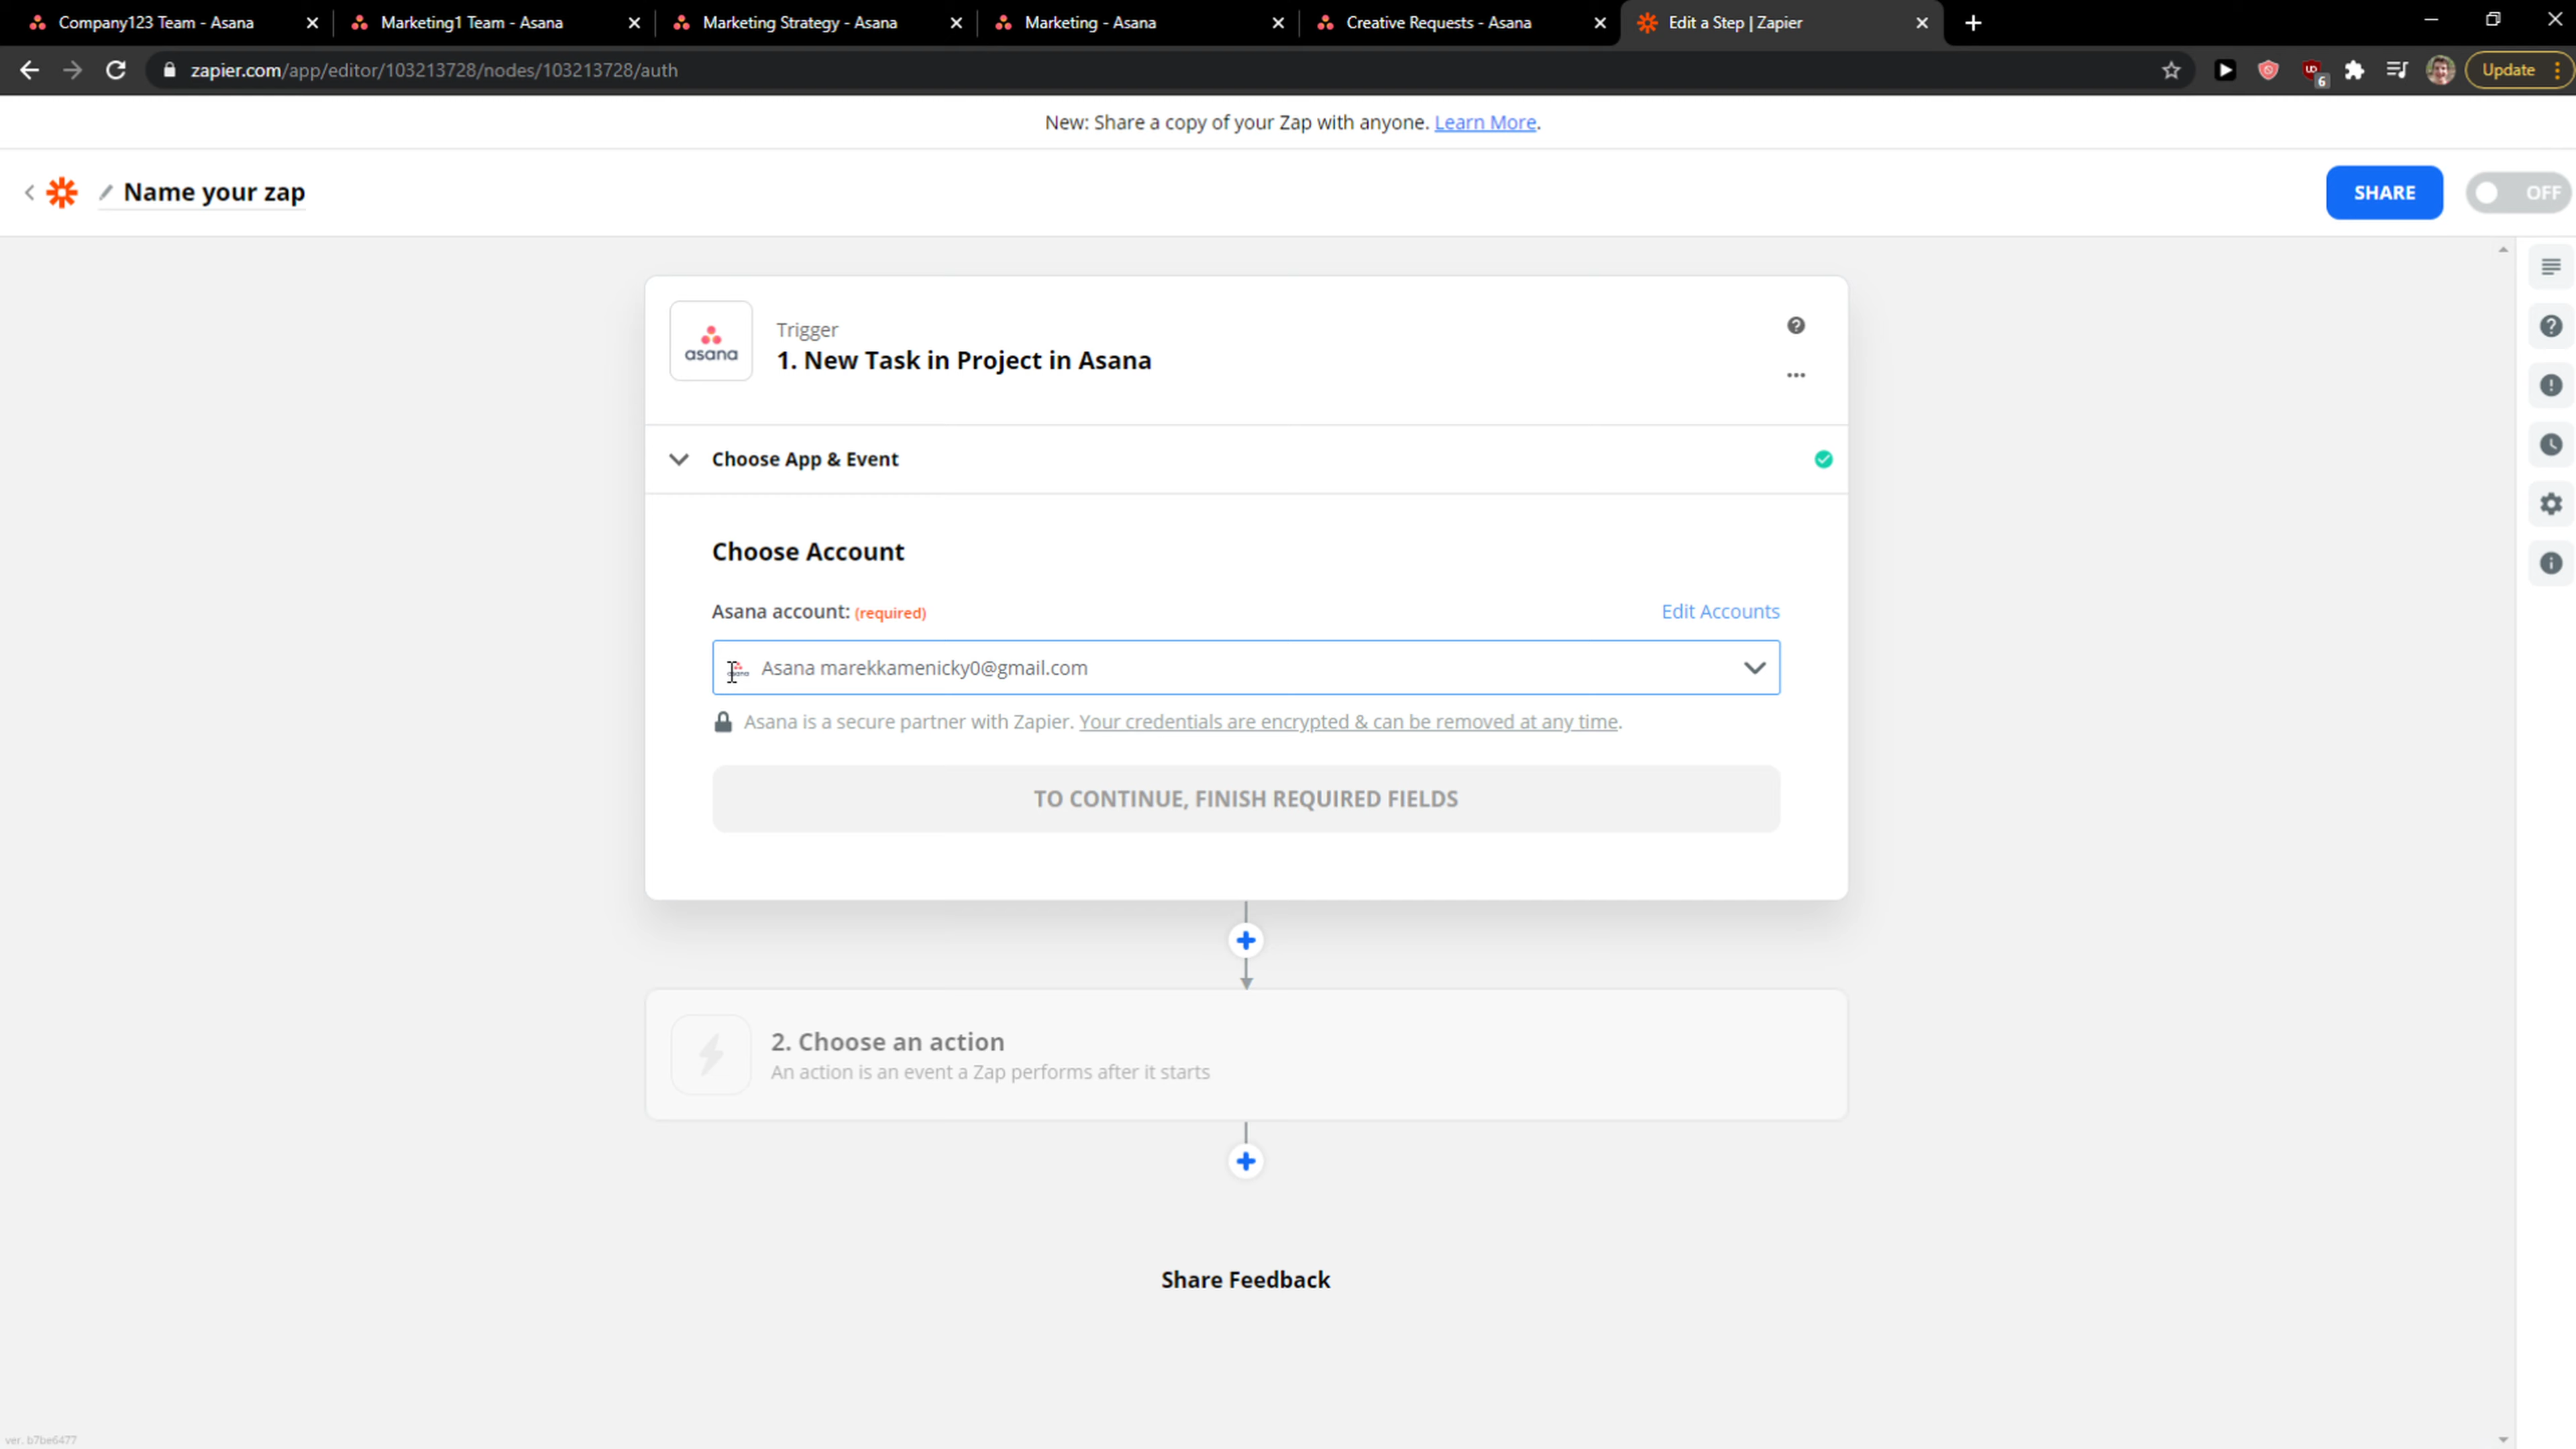 Company123 Team - Asana
Marketing1 Team - Asana
Marketing Strategy - Asana
Marketing - Asana
Creative Requests - Asana
Edit a Step | Zapier
zapier.com/app/editor/103213728/nodes/103213728/auth
6
Update
New: Share a copy of your Zap with anyone. Learn More.
Name your zap
SHARE
OFF
asana
Trigger
1. New Task in Project in Asana
Choose App & Event
Choose Account
Asana account: (required)
Edit Accounts
Asana marekkamenicky0@gmail.com
Asana is a secure partner with Zapier. Your credentials are encrypted & can be removed at any time.
TO CONTINUE, FINISH REQUIRED FIELDS
2. Choose an action
An action is an event a Zap performs after it starts
Share Feedback
ver. b7be6477